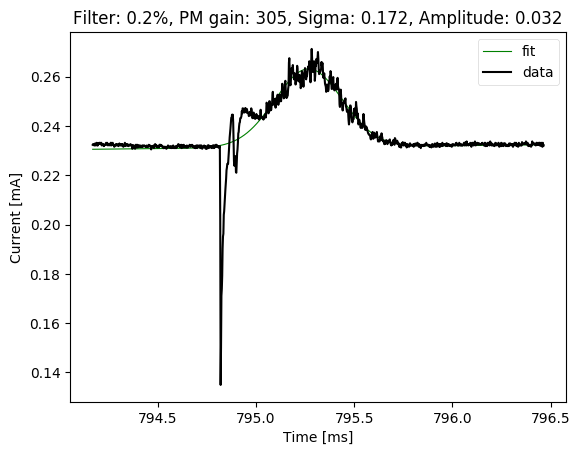 Filter: 0.2%, PM gain: 305, Sigma: 0.172, Amplitude: 0.032
fit
data
0.26
0.24
0.22
0.20
0.18
0.16
0.14
Current [mA]
794.5 795.0 795.5 796.0 796.5
Time [ms]